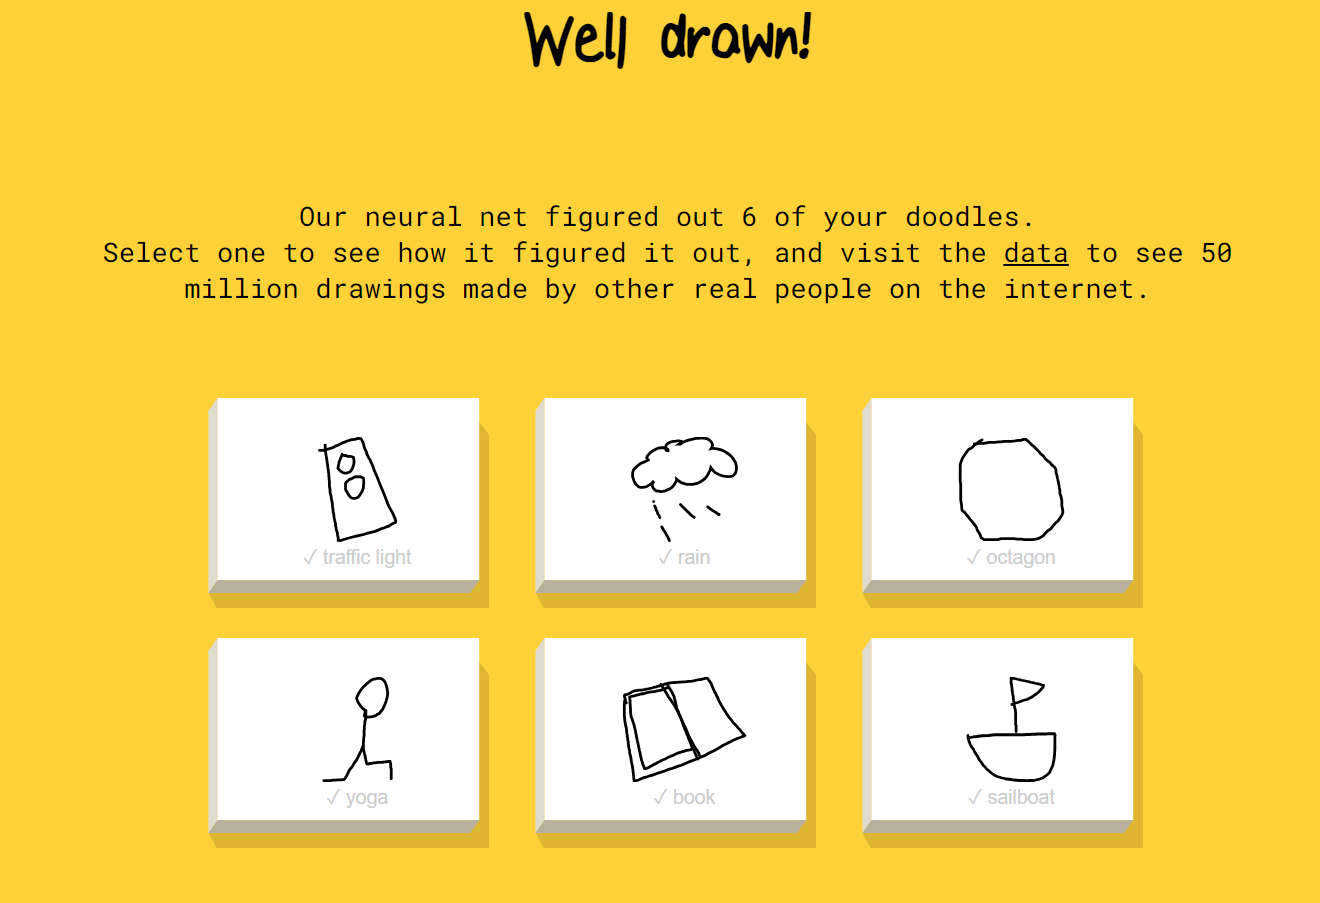 Well drawn!
Our neural net figured out 6 of your doodles.
Select one to see how it figured it out, and visit the data to see 50
million drawings made by other real people on the internet.
✓ traffic light
✓ rain
✓ octagon
✓ yoga
✓ book
✓ sailboat